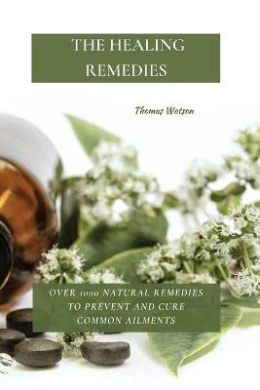 THE HEALING
REMEDIES
Thomas Watson
OVER 1000 NATURAL REMEDIES
TO PREVENT AND CURE
COMMON AILMENTS